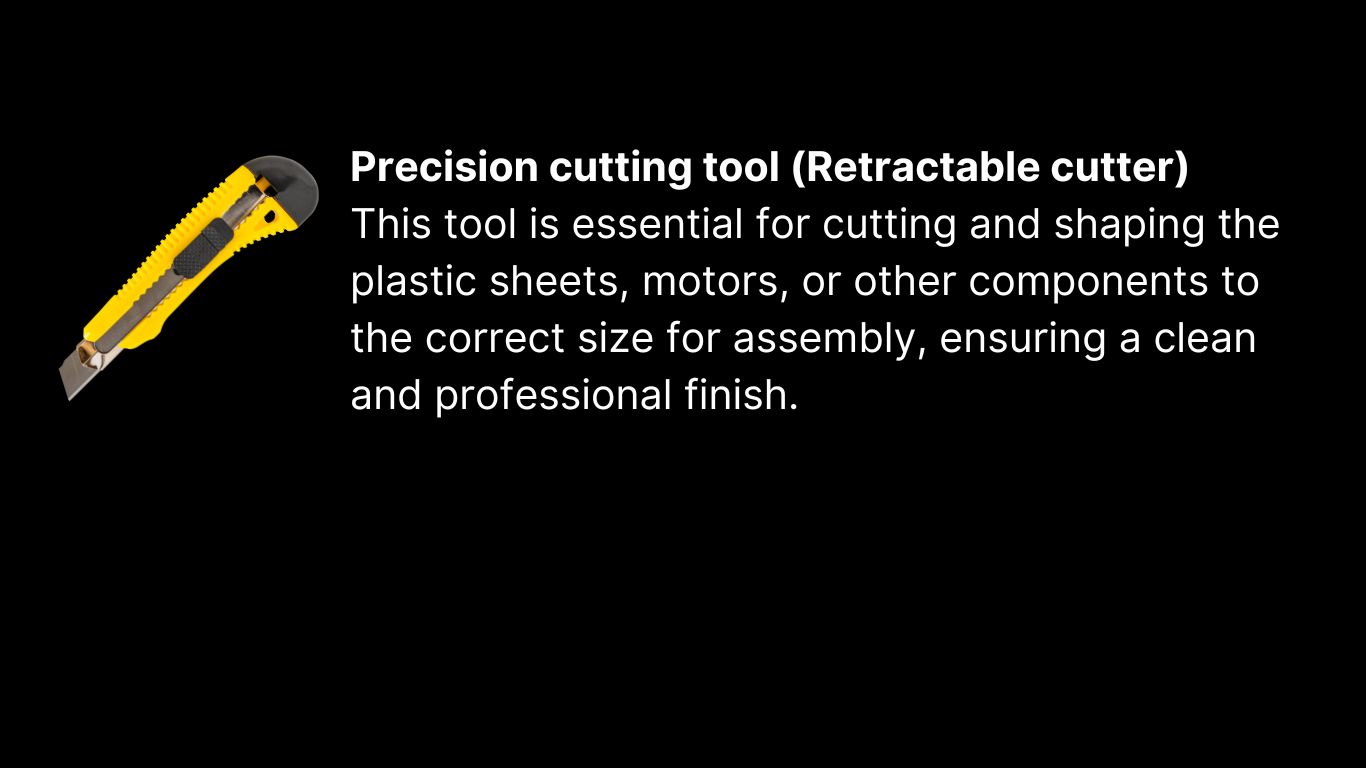 Precision cutting tool (Retractable cutter)
This tool is essential for cutting and shaping the
plastic sheets, motors, or other components to
the correct size for assembly, ensuring a clean
and professional finish.